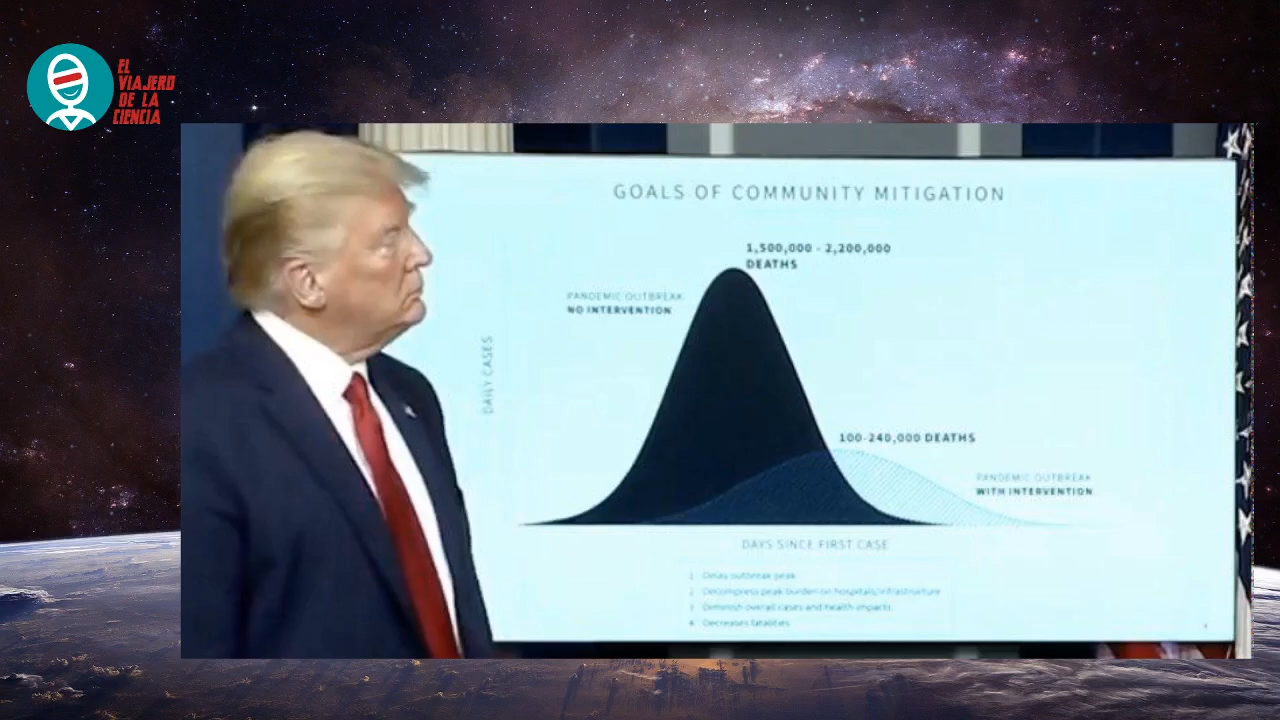 EL
VIAJERO
DE LA
CIENCIA
GOALS OF COMMUNITY MITIGATION
1,500,000 - 2,200,000
DEATHS
PANDEMIC OUTBREAK
NO INTERVENTION
DAILY CASES
100-240,000 DEATHS
PANDEMIC OUTBREAK
WITH INTERVENTION
DAYS SINCE FIRST CASE
1 Delay outbreak peak
2 Decompress peak burden on hospitals/infrastructure
3 Diminish overall cases and health impacts
4 Decreases fatalities